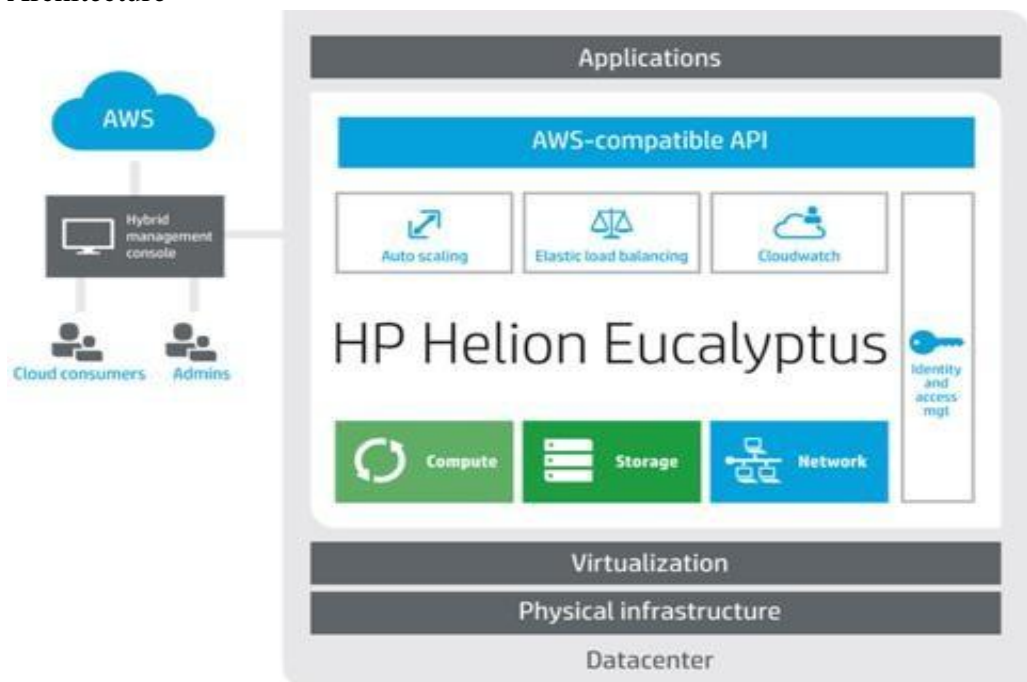 Architecture
Applications
AWS
AWS-compatible API
Hybrid
management
console
Auto scaling
Elastic load balancing
Cloudwatch
HP Helion Eucalyptus
Identity
and
access
mgt
Cloud consumers
Admins
Compute
Storage
Network
Virtualization
Physical infrastructure
Datacenter